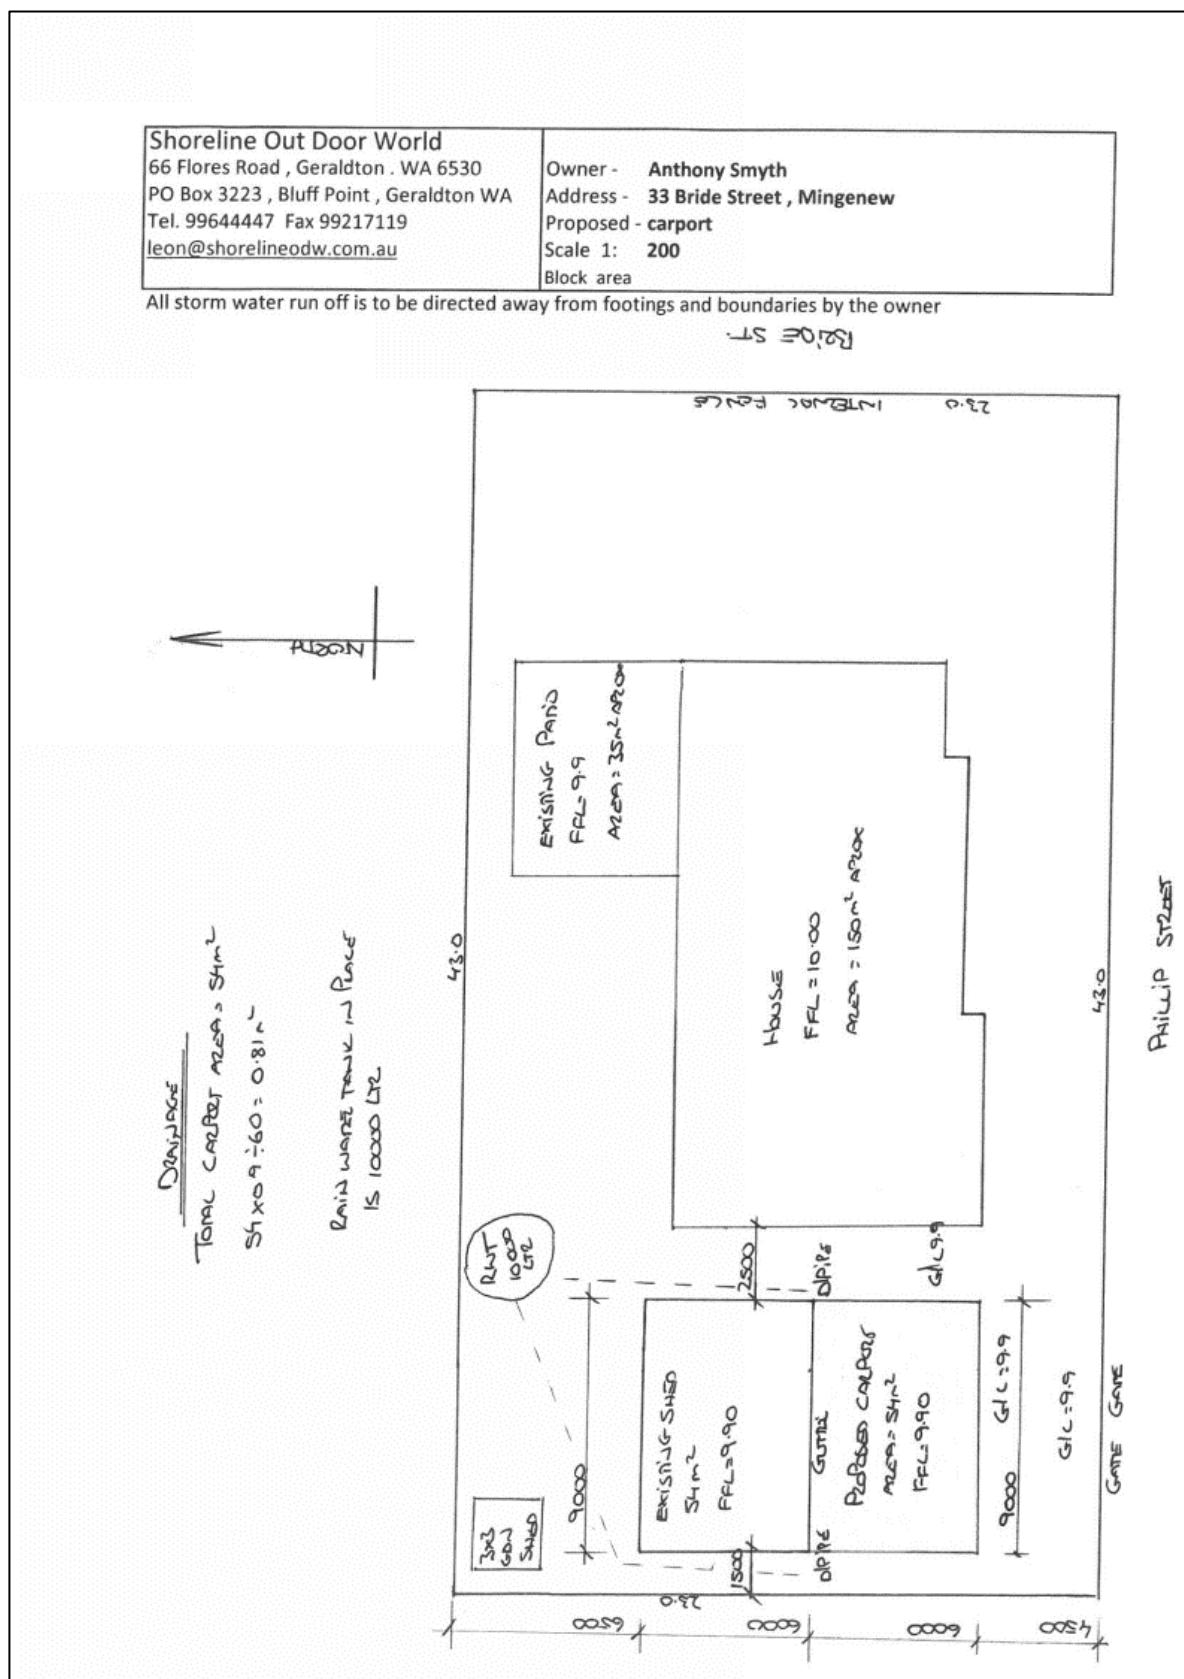 Shoreline Out Door World
66 Flores Road , Geraldton . WA 6530
PO Box 3223 , Bluff Point , Geraldton WA
Tel. 99644447 Fax 99217119
leon@shorelineodw.com.au
Owner - Anthony Smyth
Address - 33 Bride Street , Mingenew
Proposed - carport
Scale 1: 200
Block area
All storm water run off is to be directed away from footings and boundaries by the owner
BRIDE ST.
23.0 INTERNAL FENCE
NORTH
EXISTING PATIO
FFL=9.9
AREA=35m² APROX
43.0
HOUSE
FFL=10.00
AREA=150m² APROX
43.0
PHILLIP STREET
DRAINAGE
TOTAL CARPORT AREA=54m²
54x0.9÷60=0.81m²
RAIN WATER TANK IN PLACE
IS 10000 LTR
RWT
10000
LTR
2500
D/PIPE
G/L 9.9
9000
EXISTING SHED
54m²
FFL=9.90
GUTTER
PROPOSED CARPORT
AREA=54m²
FFL=9.90
G/L=9.9
9000
G/L=9.9
GATE GATE
3x3
GDN
SHED
1500
D/PIPE
23.0
6500
6000
6000
4500